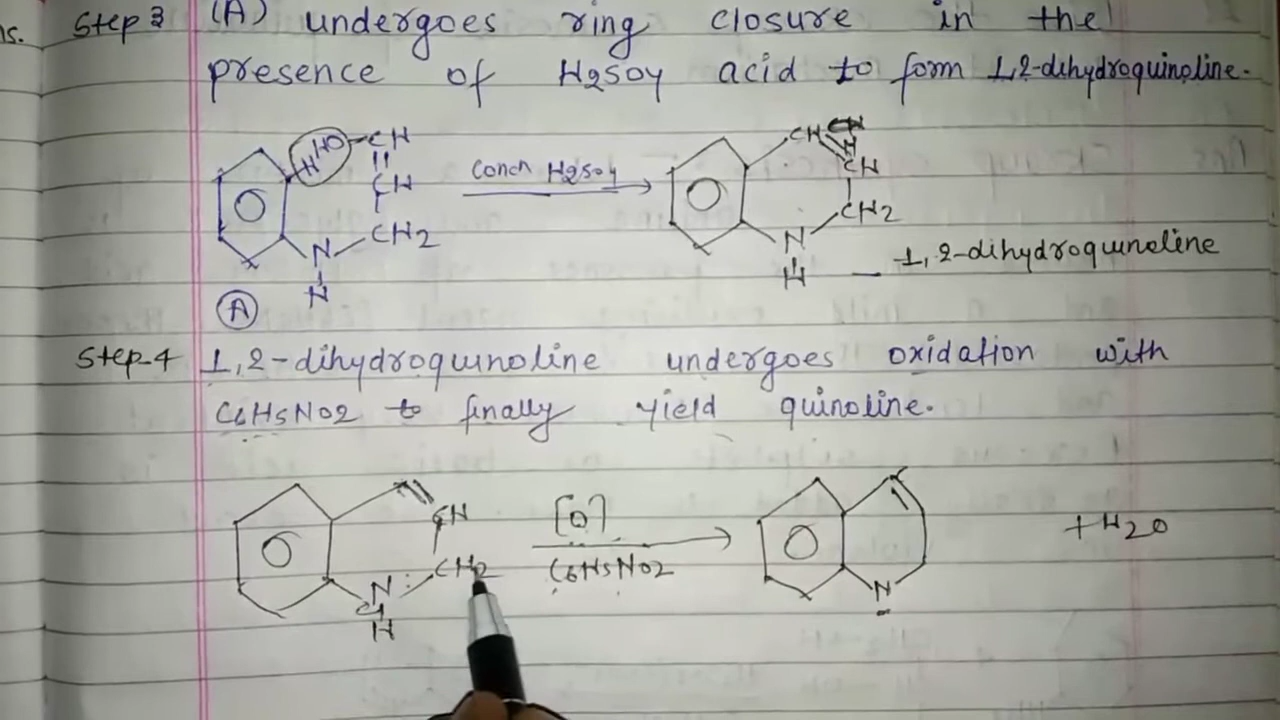 ns. Step 3 (A) undergoes ring closure in the
presence of H2SO4 acid to form 1,2-dihydroquinoline.
H HO-CH
CH
CH2
N
H
A
Concn H2SO4
CH
CH
CH2
N
H
1,2-dihydroquinoline
Step-4 1,2-dihydroquinoline undergoes oxidation with
C6H5NO2 to finally yield quinoline.
CH
CH2
N:
H
[O]
C6H5NO2
N
+ H2O